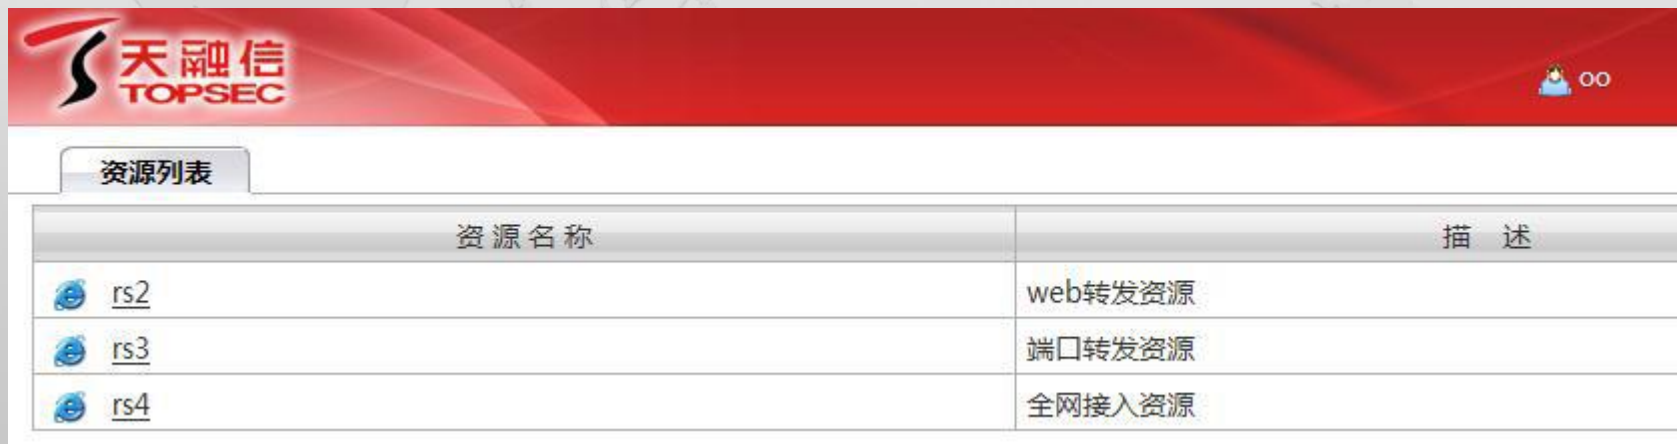 天融信
TOPSEC
oo
资源列表
资源名称 描 述
rs2 web转发资源
rs3 端口转发资源
rs4 全网接入资源